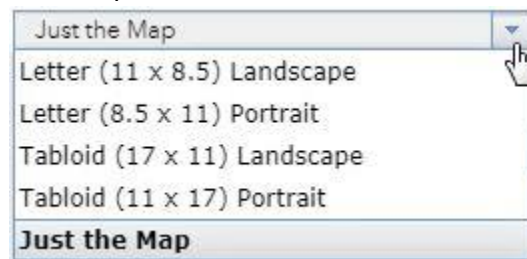 Just the Map
Letter (11 x 8.5) Landscape
Letter (8.5 x 11) Portrait
Tabloid (17 x 11) Landscape
Tabloid (11 x 17) Portrait
Just the Map